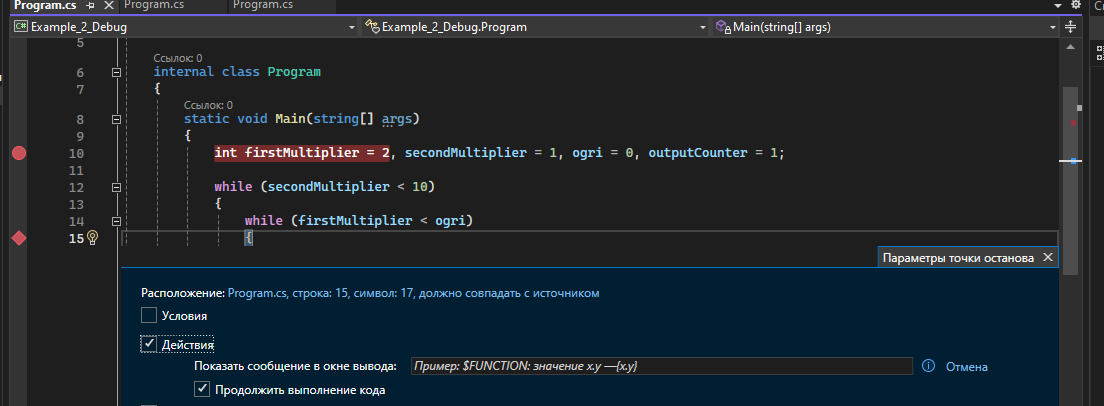 Program.cs
Program.cs
Program.cs
C# Example_2_Debug
Example_2_Debug.Program
Main(string[] args)
5
Ссылок: 0
6 internal class Program
7 {
Ссылок: 0
8 static void Main(string[] args)
9 {
10 int firstMultiplier = 2, secondMultiplier = 1, ogri = 0, outputCounter = 1;
11
12 while (secondMultiplier < 10)
13 {
14 while (firstMultiplier < ogri)
15 {
Параметры точки останова
Расположение: Program.cs, строка: 15, символ: 17, должно совпадать с источником
Условия
Действия
Показать сообщение в окне вывода: Пример: $FUNCTION: значение x.y —{x.y} Отмена
Продолжить выполнение кода